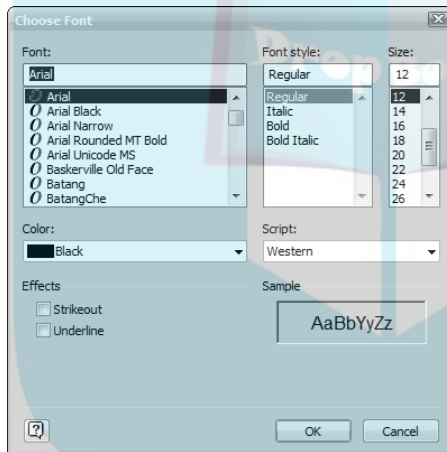 Choose Font
Font:
Font style:
Size:
Arial
Regular
12
Arial
Arial Black
Arial Narrow
Arial Rounded MT Bold
Arial Unicode MS
Baskerville Old Face
Batang
BatangChe
Regular
Italic
Bold
Bold Italic
12
14
16
18
20
22
24
26
Color:
Script:
Black
Western
Effects
Sample
Strikeout
Underline
AaBbYyZz
OK
Cancel